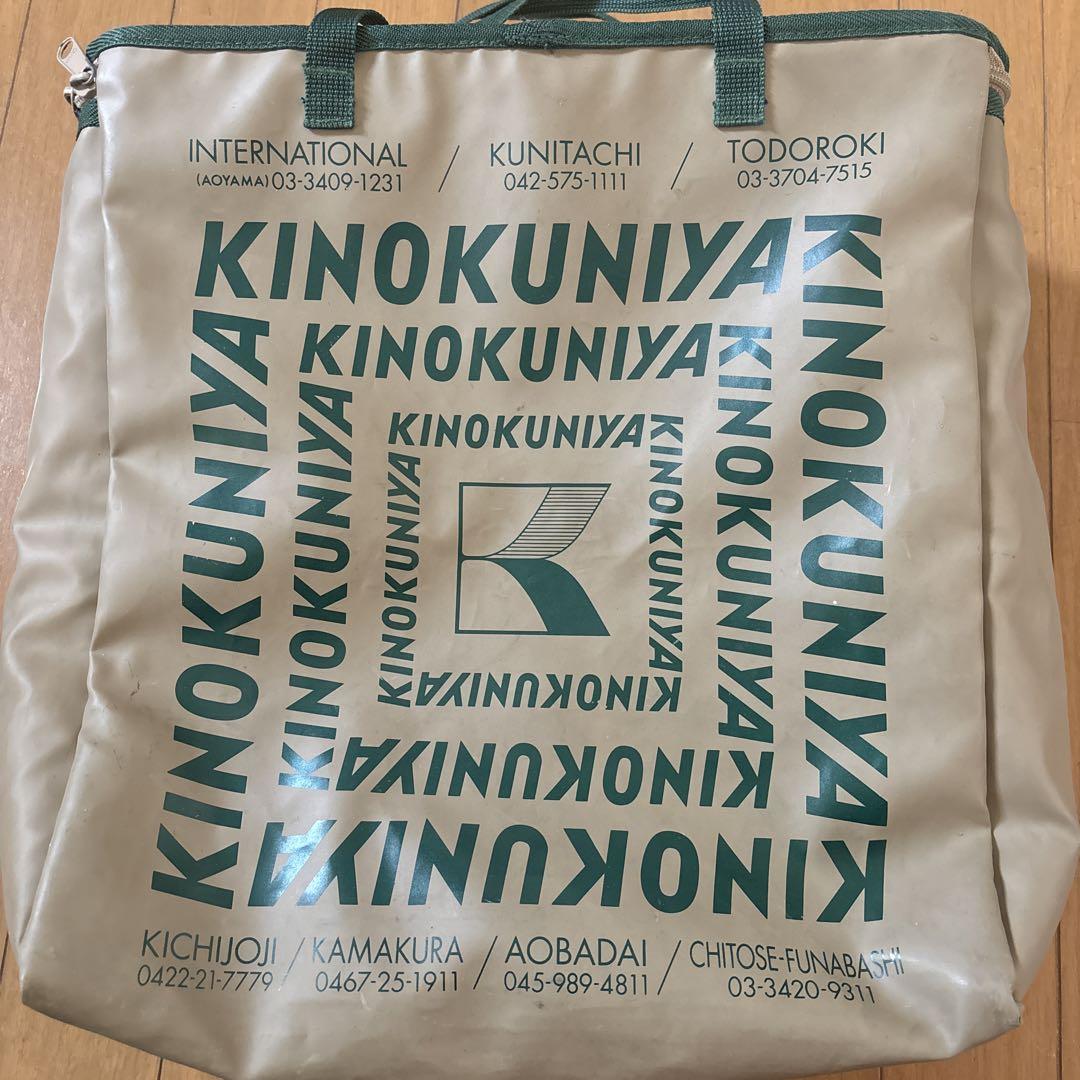 INTERNATIONAL / KUNITACHI / TODOROKI
(AOYAMA) 03-3409-1231 042-575-1111 03-3704-7515
KINOKUNIYA
KINOKUNIYA
KINOKUNIYA
KINOKUNIYA
KINOKUNIYA
KINOKUNIYA
KINOKUNIYA
KINOKUNIYA
KINOKUNIYA
KINOKUNIYA
KINOKUNIYA
KINOKUNIYA
KICHIJOJI / KAMAKURA / AOBADAI / CHITOSE-FUNABASHI
0422-21-7779 0467-25-1911 045-989-4811 03-3420-9311